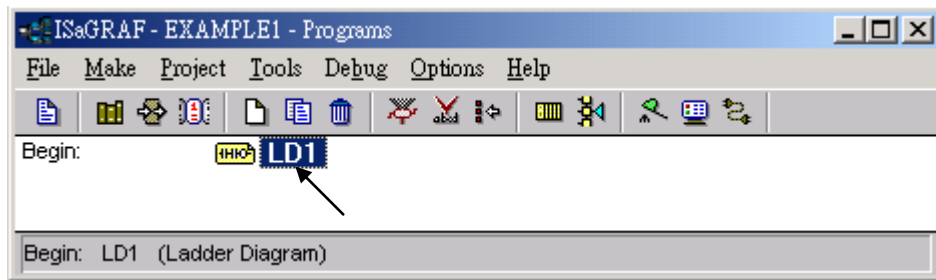 ISaGRAF - EXAMPLE1 - Programs
File Make Project Tools Debug Options Help
Begin: LD1
Begin: LD1 (Ladder Diagram)